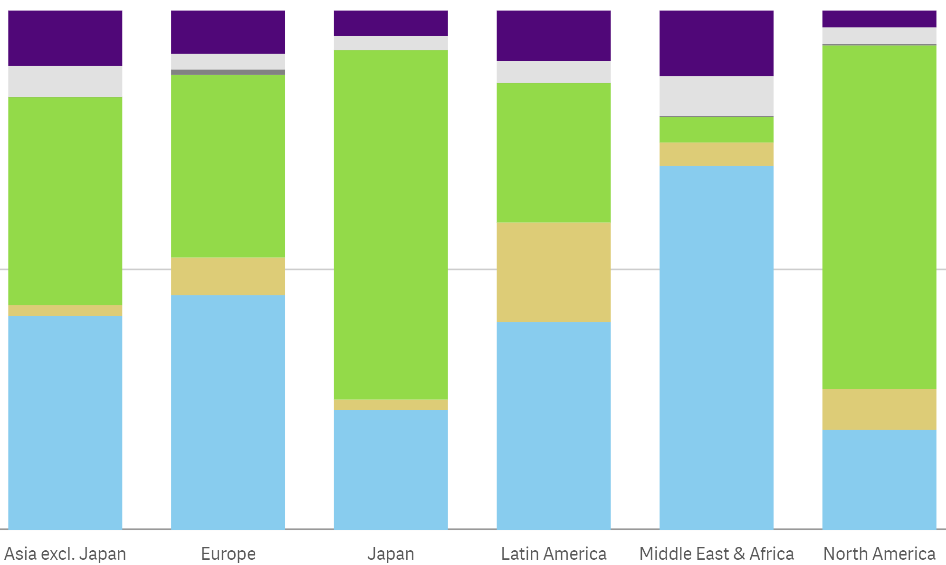 Asia excl. Japan
Europe
Japan
Latin America
Middle East & Africa
North America